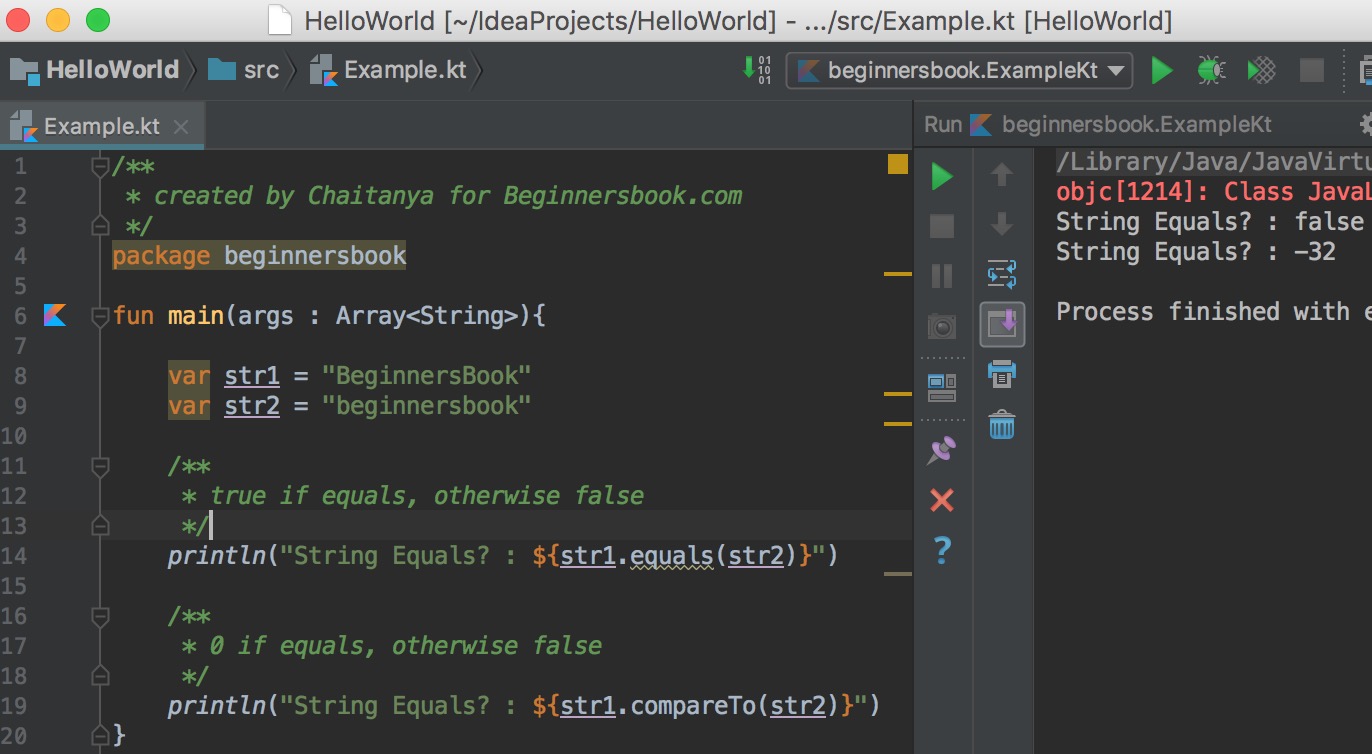 HelloWorld [~/IdeaProjects/HelloWorld] - .../src/Example.kt [HelloWorld]
HelloWorld src Example.kt
01
10
01
beginnersbook.ExampleKt
Example.kt
1 /**
2 * created by Chaitanya for Beginnersbook.com
3 */
4 package beginnersbook
5
6 fun main(args : Array<String>){
7
8 var str1 = "BeginnersBook"
9 var str2 = "beginnersbook"
10
11 /**
12 * true if equals, otherwise false
13 */
14 println("String Equals? : ${str1.equals(str2)}")
15
16 /**
17 * 0 if equals, otherwise false
18 */
19 println("String Equals? : ${str1.compareTo(str2)}")
20 }
Run beginnersbook.ExampleKt
/Library/Java/JavaVirtu
objc[1214]: Class JavaL
String Equals? : false
String Equals? : -32
Process finished with e
?